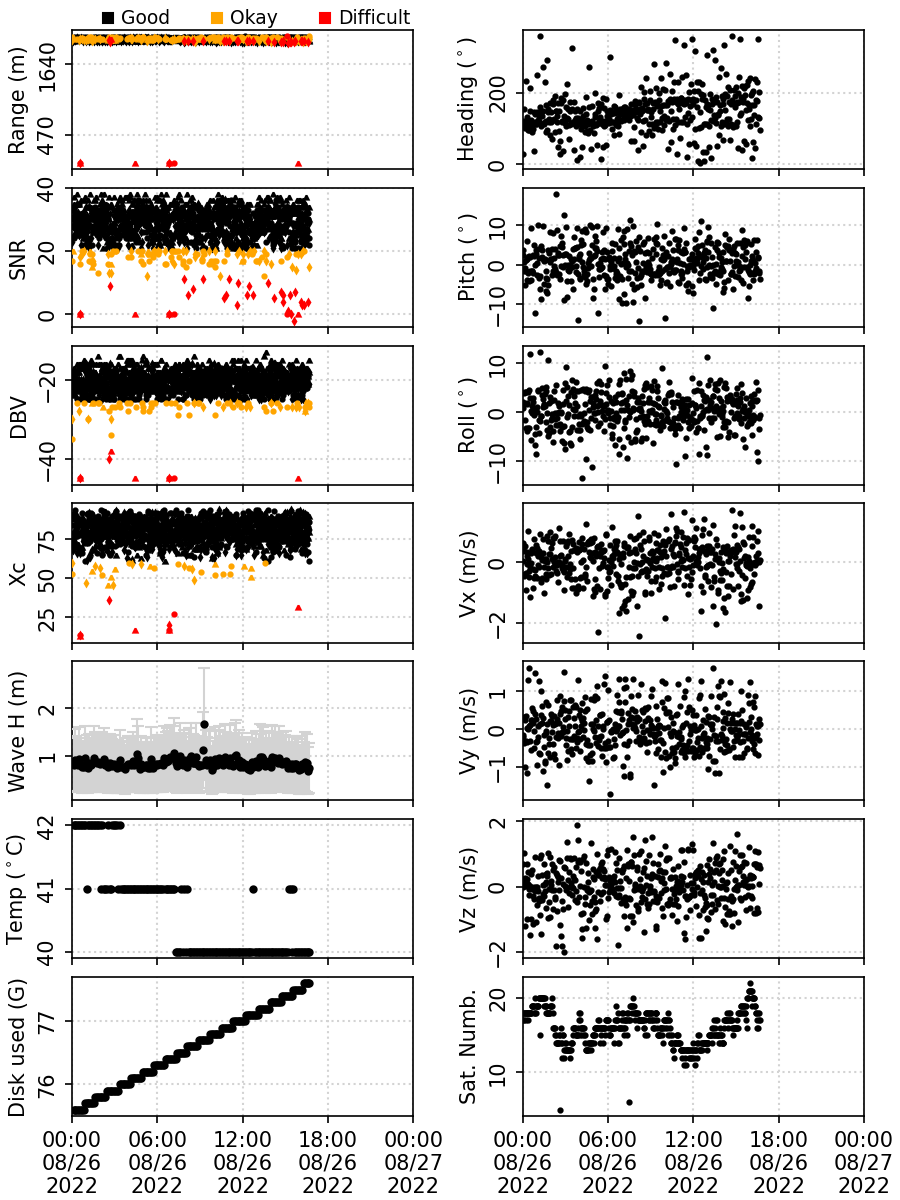 Good Okay Difficult
Range (m)
1640
470
Heading (°)
200
0
SNR
40
20
0
Pitch (°)
10
0
−10
DBV
−20
−40
Roll (°)
10
0
−10
Xc
75
50
25
Vx (m/s)
0
−2
Wave H (m)
2
1
Vy (m/s)
1
0
−1
Temp (°C)
42
41
40
Vz (m/s)
2
0
−2
Disk used (G)
77
76
Sat. Numb.
20
10
00:00 06:00 12:00 18:00 00:00
08/26 08/26 08/26 08/26 08/27
2022 2022 2022 2022 2022
00:00 06:00 12:00 18:00 00:00
08/26 08/26 08/26 08/26 08/27
2022 2022 2022 2022 2022